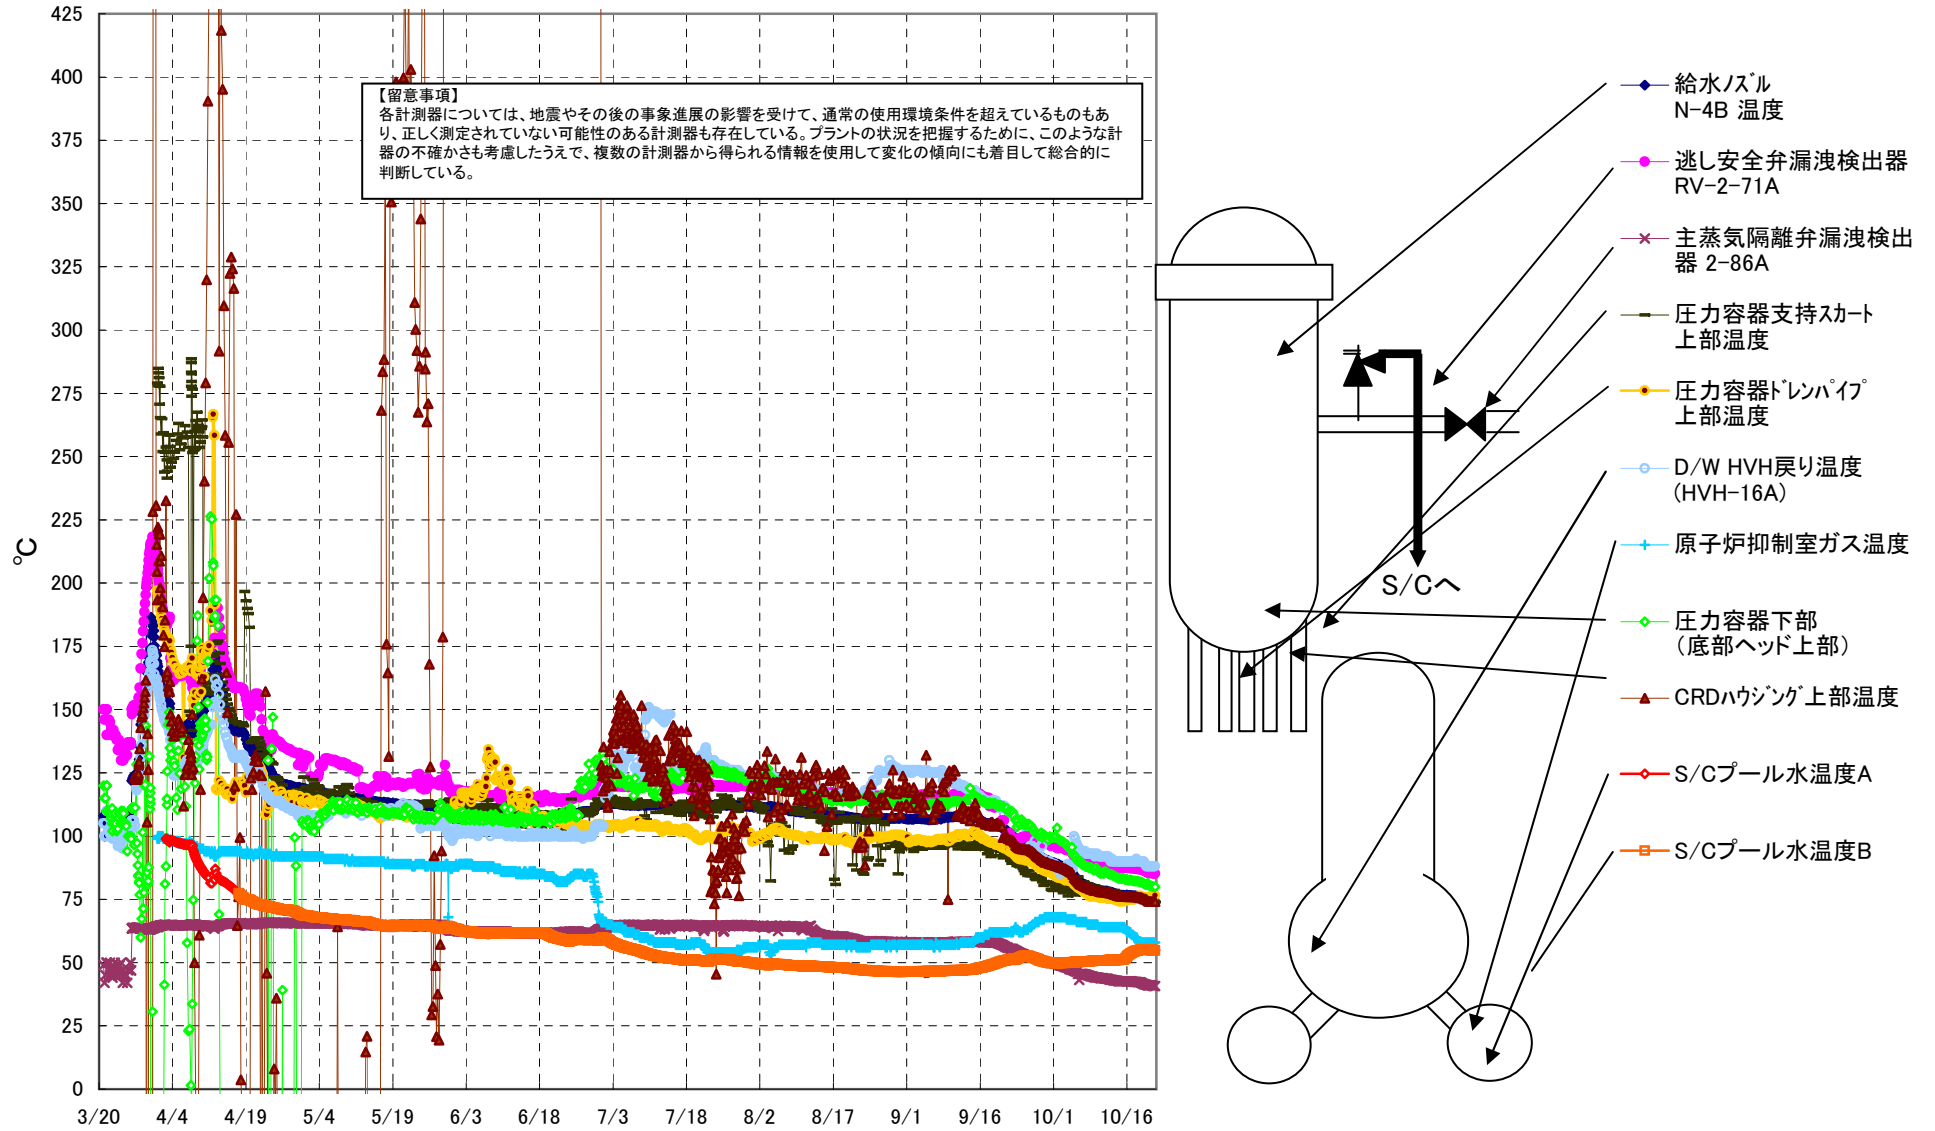 425
400
375
350
325
300
275
250
225
200
175
150
125
100
75
50
25
0
℃
3/20
4/4
4/19
5/4
5/19
6/3
6/18
7/3
7/18
8/2
8/17
9/1
9/16
10/1
10/16
【留意事項】
各計測器については、地震やその後の事象進展の影響を受けて、通常の使用環境条件を超えているものもあ
り、正しく測定されていない可能性のある計測器も存在している。プラントの状況を把握するために、このような計
器の不確かさも考慮したうえで、複数の計測器から得られる情報を使用して変化の傾向にも着目して総合的に
判断している。
S/Cへ
給水ノズル
N-4B 温度
逃し安全弁漏洩検出器
RV-2-71A
主蒸気隔離弁漏洩検出
器 2-86A
圧力容器支持スカート
上部温度
圧力容器ドレンパイプ
上部温度
D/W HVH戻り温度
(HVH-16A)
原子炉抑制室ガス温度
圧力容器下部
（底部ヘッド上部）
CRDハウジング上部温度
S/Cプール水温度A
S/Cプール水温度B